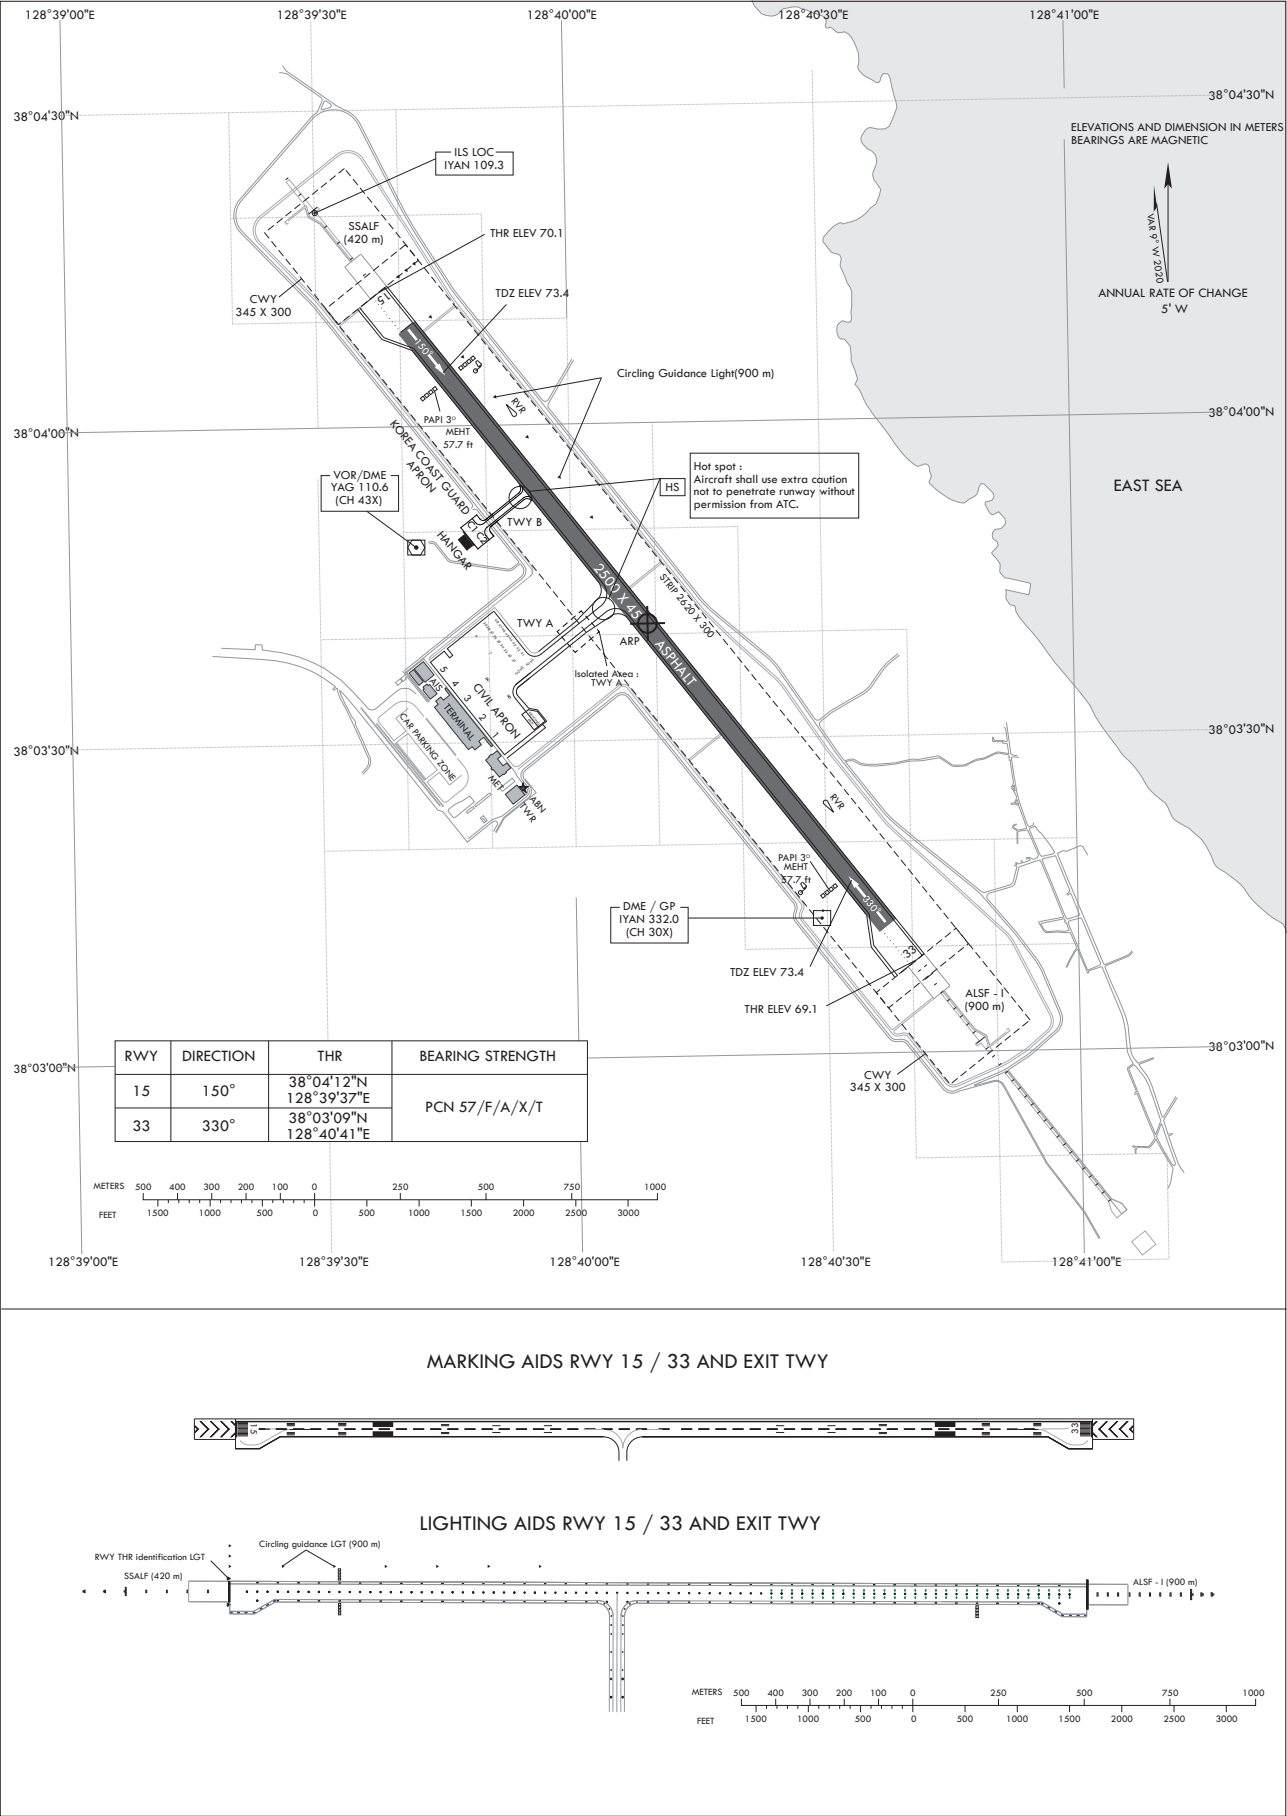 128°39'00"E
128°39'30"E
128°40'00"E
128°40'30"E
128°41'00"E
38°04'30"N
38°04'30"N
ELEVATIONS AND DIMENSION IN METERS
BEARINGS ARE MAGNETIC
VAR 9° W 2020
ANNUAL RATE OF CHANGE
5' W
ILS LOC
IYAN 109.3
SSALF
(420 m)
THR ELEV 70.1
TDZ ELEV 73.4
CWY
345 X 300
15
150°
Circling Guidance Light(900 m)
RVR
PAPI 3°
MEHT
57.7 ft
38°04'00"N
38°04'00"N
KOREA COAST GUARD
APRON
VOR/DME
YAG 110.6
(CH 43X)
HS
Hot spot :
Aircraft shall use extra caution
not to penetrate runway without
permission from ATC.
EAST SEA
C1 C2
TWY B
HANGAR
2500 X 45
ASPHALT
STRIP 2620 X 300
TWY A
ARP
Isolated Area :
TWY A
5
4
3
2
1
AIS
CIVIL APRON
TERMINAL
CAR PARKING ZONE
MET
ABN
TWR
38°03'30"N
38°03'30"N
RVR
PAPI 3°
MEHT
57.7 ft
330°
33
DME / GP
IYAN 332.0
(CH 30X)
TDZ ELEV 73.4
THR ELEV 69.1
ALSF - I
(900 m)
CWY
345 X 300
38°03'00"N
38°03'00"N
RWY DIRECTION THR BEARING STRENGTH
15 150° 38°04'12"N
128°39'37"E
PCN 57/F/A/X/T
33 330° 38°03'09"N
128°40'41"E
METERS 500 400 300 200 100 0 250 500 750 1000
FEET 1500 1000 500 0 500 1000 1500 2000 2500 3000
128°39'00"E
128°39'30"E
128°40'00"E
128°40'30"E
128°41'00"E
MARKING AIDS RWY 15 / 33 AND EXIT TWY
15
33
LIGHTING AIDS RWY 15 / 33 AND EXIT TWY
Circling guidance LGT (900 m)
RWY THR identification LGT
SSALF (420 m)
ALSF - I (900 m)
METERS 500 400 300 200 100 0 250 500 750 1000
FEET 1500 1000 500 0 500 1000 1500 2000 2500 3000